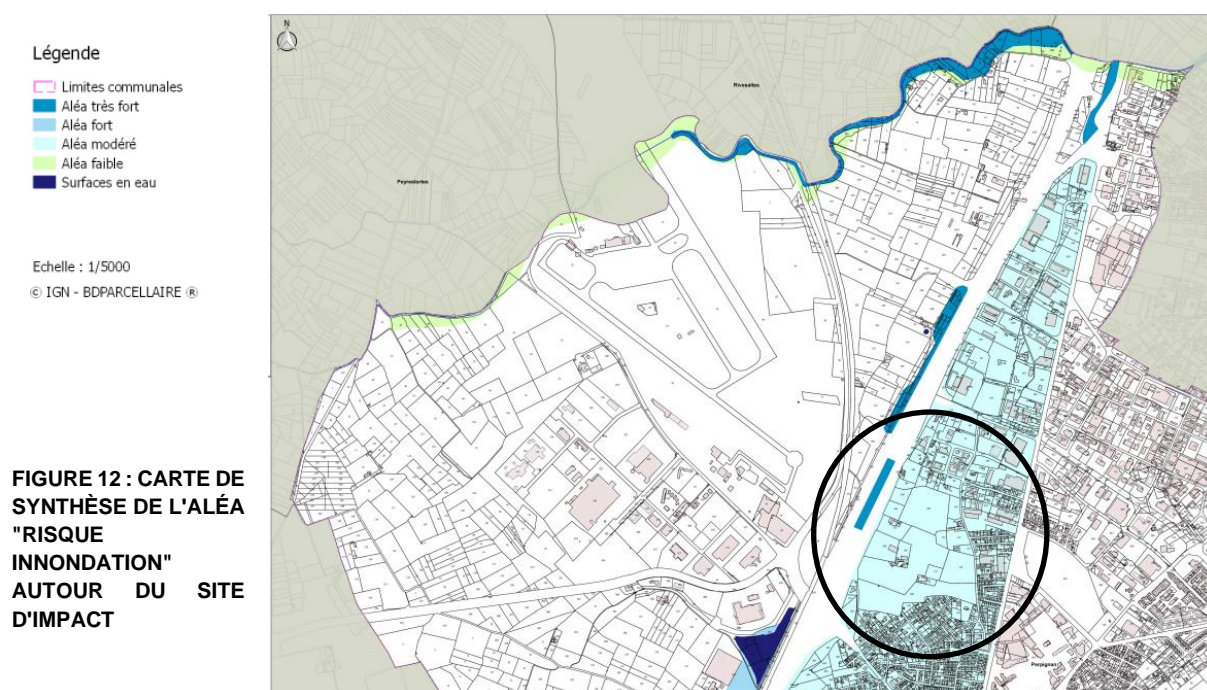 Légende
Limites communales
Aléa très fort
Aléa fort
Aléa modéré
Aléa faible
Surfaces en eau
Echelle : 1/5000
© IGN - BDPARCELLAIRE ®
FIGURE 12 : CARTE DE
SYNTHÈSE DE L'ALÉA
"RISQUE
INNONDATION"
AUTOUR DU SITE
D'IMPACT
N
Rivesaltes
Peyrestortes
Perpignan